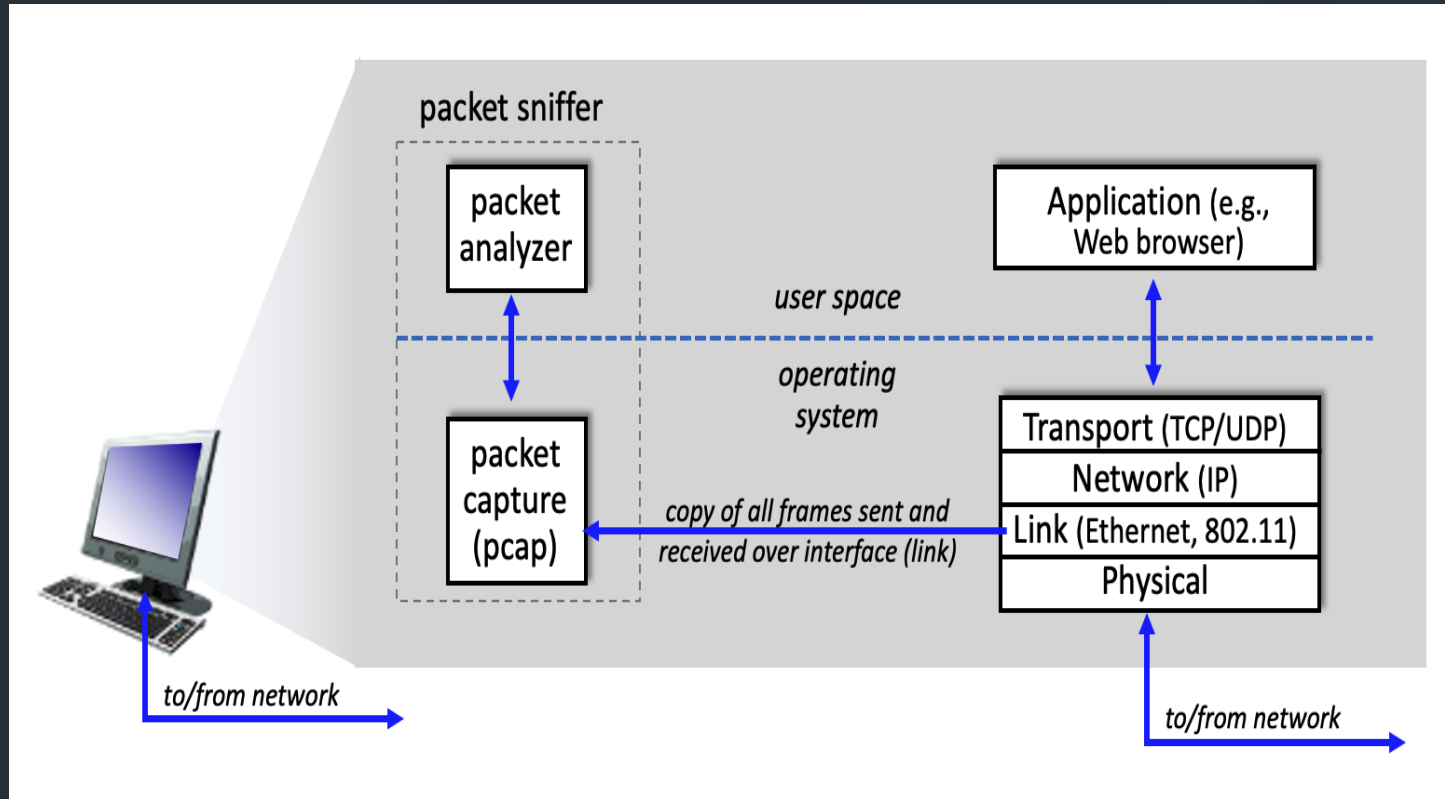 packet sniffer
packet
analyzer
Application (e.g.,
Web browser)
user space
operating
system
packet
capture
(pcap)
copy of all frames sent and
received over interface (link)
Transport (TCP/UDP)
Network (IP)
Link (Ethernet, 802.11)
Physical
to/from network
to/from network